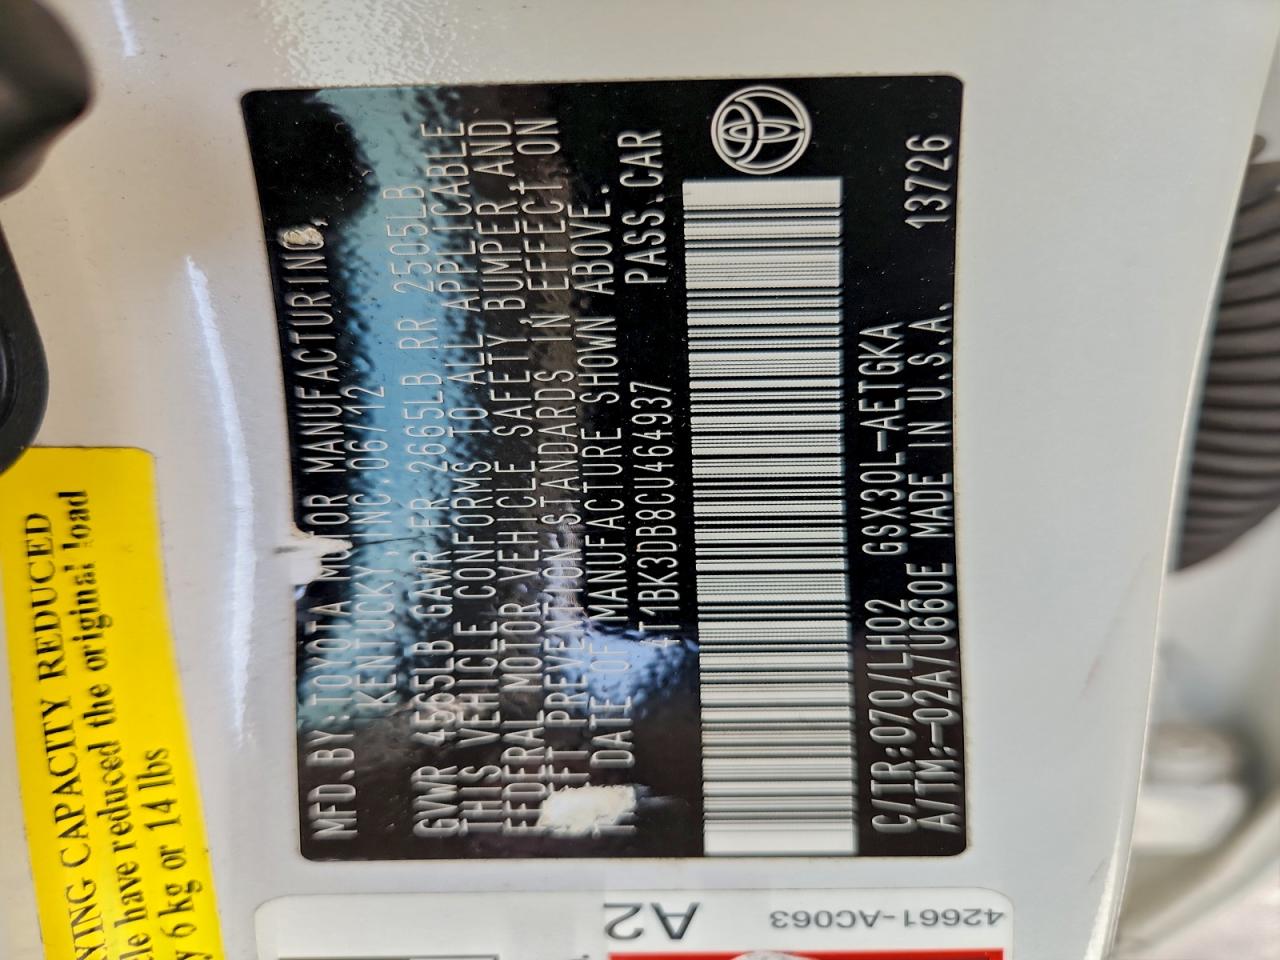 MFD.BY:TOYOTA MOTOR MANUFACTURING,
KENTUCKY,INC.06/12
GVWR 4565LB GAWR FR 2665LB RR 2505LB
THIS VEHICLE CONFORMS TO ALL APPLICABLE
FEDERAL MOTOR VEHICLE SAFETY, BUMPER, AND
THEFT PREVENTION STANDARDS IN EFFECT ON
THE DATE OF MANUFACTURE SHOWN ABOVE.
4T1BK3DB8CU464937 PASS.CAR
C/TR:070/LH02 GSX30L-AETGKA
A/TM:-02A/U660E MADE IN U.S.A. 13726
YING CAPACITY REDUCED
cle have reduced the original load
y 6 kg or 14 lbs
42661-AC063
A2